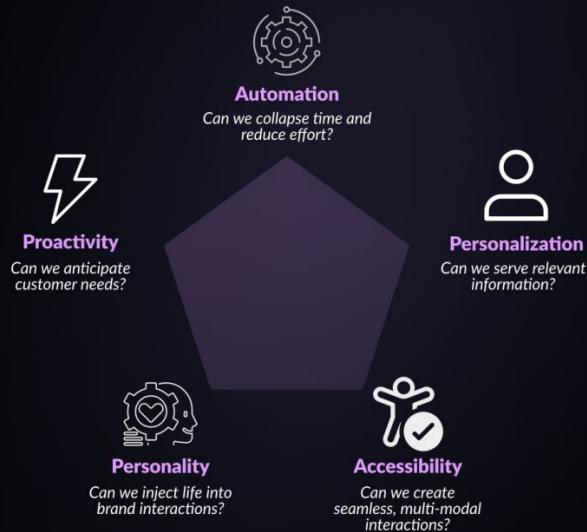 Automation
Can we collapse time and
reduce effort?
Proactivity
Can we anticipate
customer needs?
Personalization
Can we serve relevant
information?
Personality
Can we inject life into
brand interactions?
Accessibility
Can we create
seamless, multi-modal
interactions?